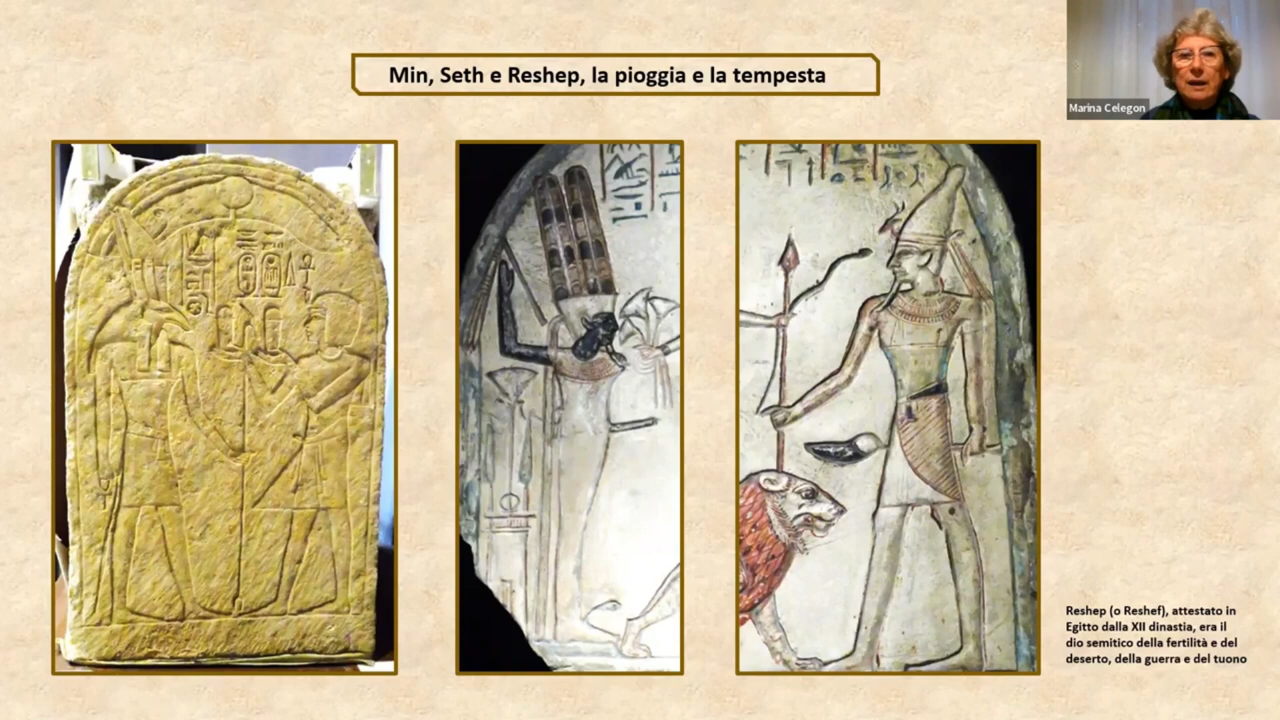 Min, Seth e Reshep, la pioggia e la tempesta
Marina Celegon
Reshep (o Reshef), attestato in
Egitto dalla XII dinastia, era il
dio semitico della fertilità e del
deserto, della guerra e del tuono